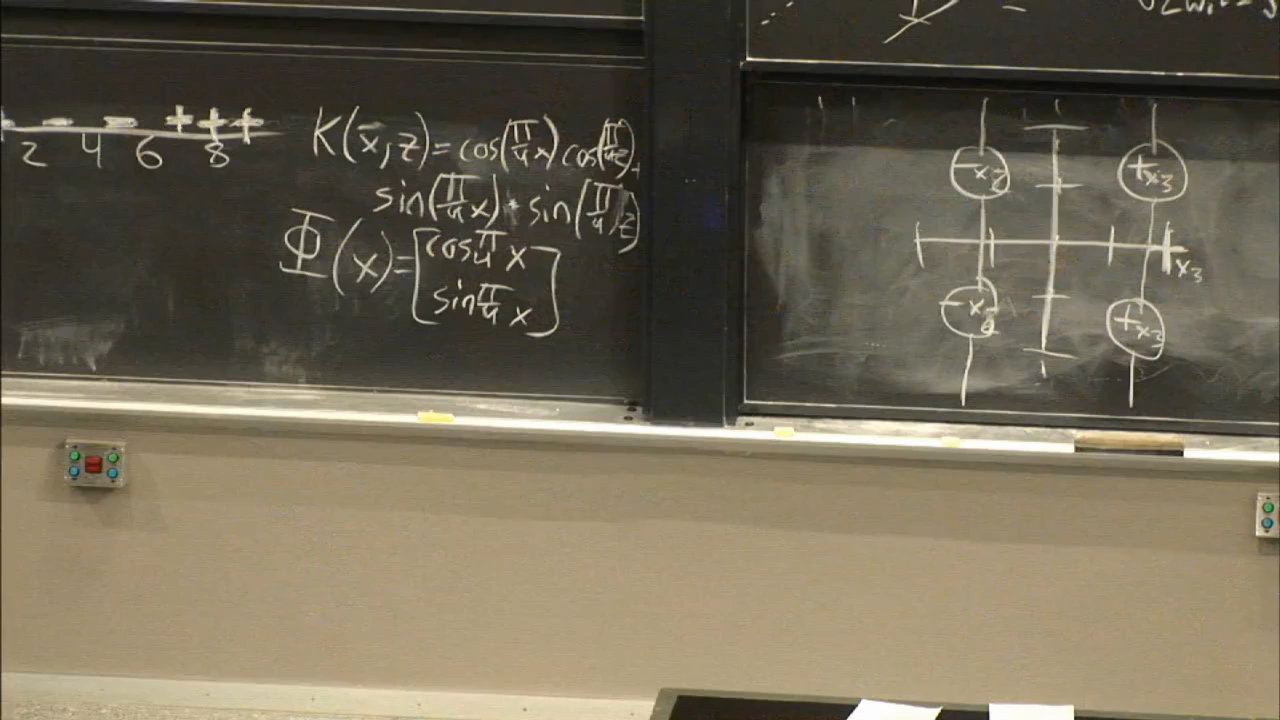 2 4 6 8
K(x,z)=cos(π/4 x) cos(π/4 z)+
sin(π/4 x)·sin(π/4 z)
Φ(x)=[cos π/4 x
sin π/4 x]
+x3
x3
+x3